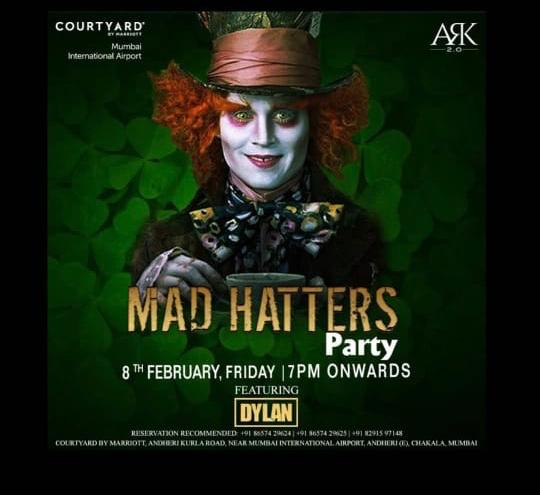 COURTYARD®
BY MARRIOTT
Mumbai
International Airport
ARK
2.0
MAD HATTERS
Party
8TH FEBRUARY, FRIDAY | 7PM ONWARDS
FEATURING
DYLAN
RESERVATION RECOMMENDED: +91 86574 29624 | +91 86574 29625 | +91 82915 97148
COURTYARD BY MARRIOTT, ANDHERI KURLA ROAD, NEAR MUMBAI INTERNATIONAL AIRPORT, ANDHERI (E), CHAKALA, MUMBAI